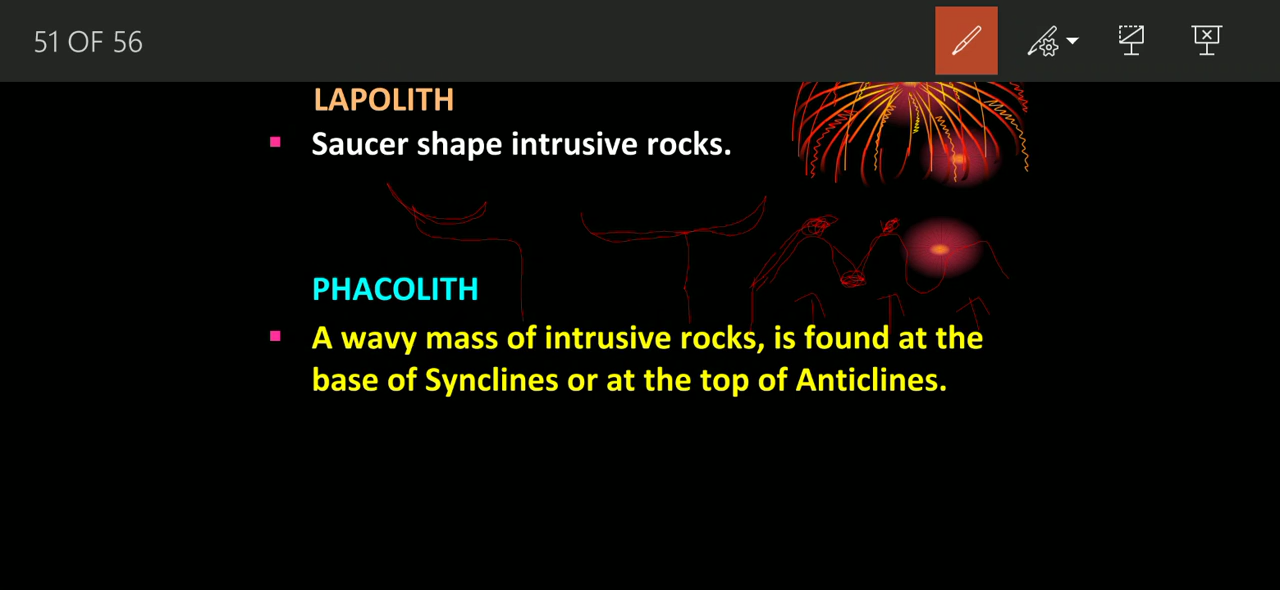 51 OF 56
LAPOLITH
▪ Saucer shape intrusive rocks.
PHACOLITH
▪ A wavy mass of intrusive rocks, is found at the
base of Synclines or at the top of Anticlines.